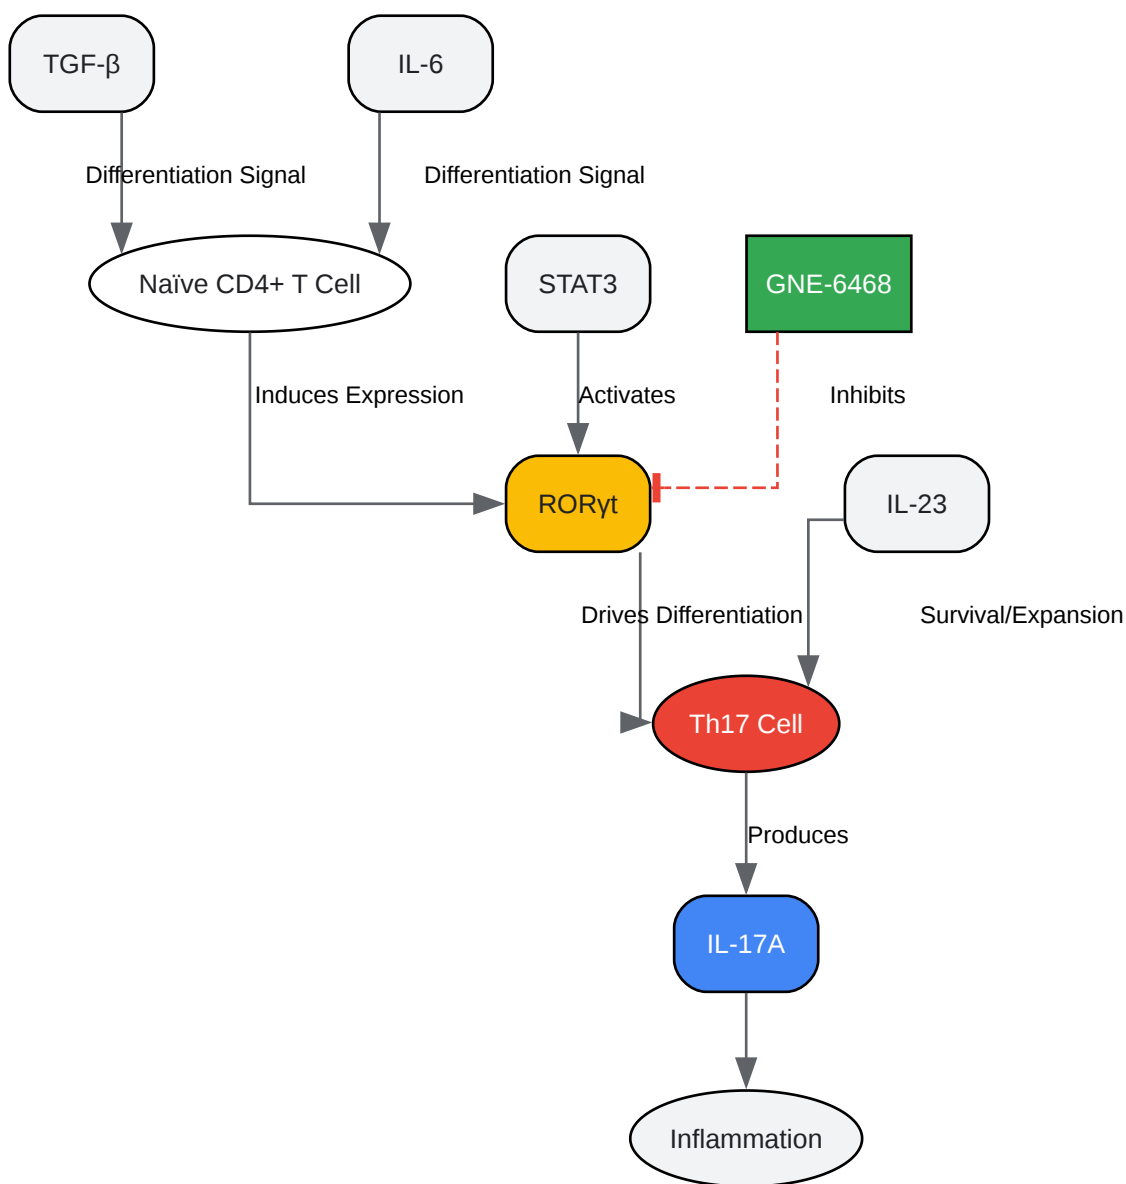 TGF-β
IL-6
Differentiation Signal
Differentiation Signal
Naïve CD4+ T Cell
STAT3
GNE-6468
Induces Expression
Activates
Inhibits
RORγt
IL-23
Drives Differentiation
Survival/Expansion
Th17 Cell
Produces
IL-17A
Inflammation